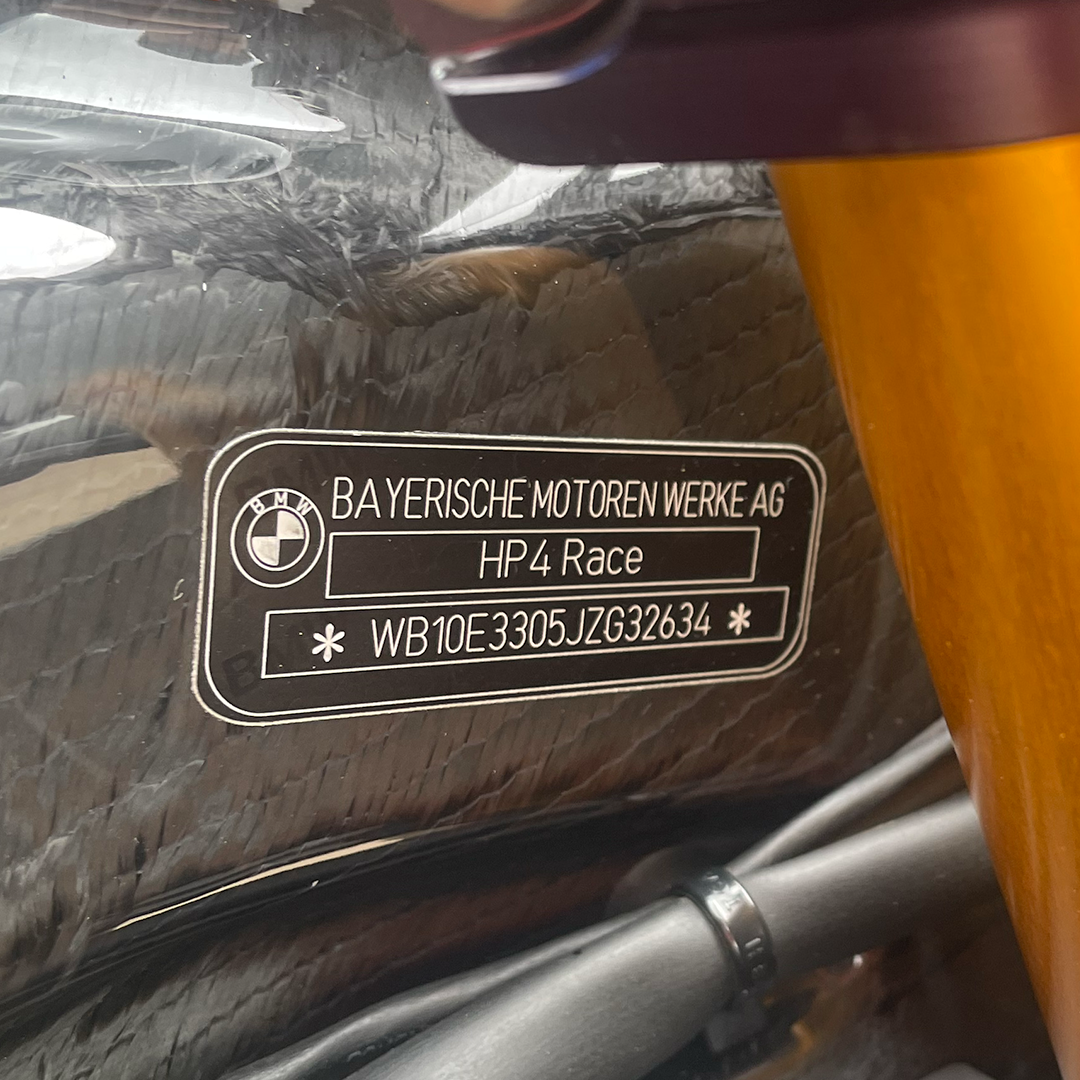 BMW
BAYERISCHE MOTOREN WERKE AG
HP4 Race
* WB10E3305JZG32634 *